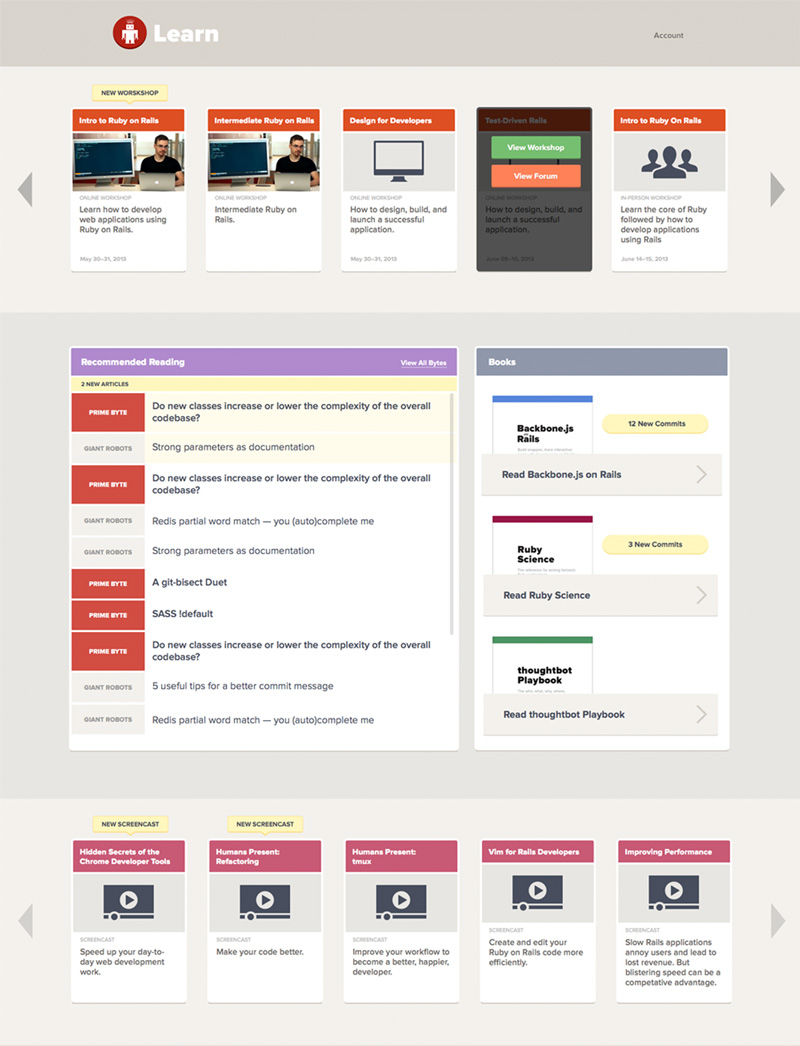 Learn
Account
NEW WORSKSHOP
Intro to Ruby on Rails
ONLINE WORKSHOP
Learn how to develop
web applications using
Ruby on Rails.
May 30–31, 2013
Intermediate Ruby on Rails
ONLINE WORKSHOP
Intermediate Ruby on
Rails.
Design for Developers
ONLINE WORKSHOP
How to design, build, and
launch a successful
application.
May 30–31, 2013
Test-Driven Rails
View Workshop
View Forum
ONLINE WORKSHOP
How to design, build, and
launch a successful
application.
Intro to Ruby On Rails
IN-PERSON WORKSHOP
Learn the core of Ruby
followed by how to
develop applications
using Rails
June 14–15, 2013
Recommended Reading
View All Bytes
2 NEW ARTICLES
PRIME BYTE
Do new classes increase or lower the complexity of the overall
codebase?
GIANT ROBOTS
Strong parameters as documentation
PRIME BYTE
Do new classes increase or lower the complexity of the overall
codebase?
GIANT ROBOTS
Redis partial word match — you (auto)complete me
GIANT ROBOTS
Strong parameters as documentation
PRIME BYTE
A git-bisect Duet
PRIME BYTE
SASS !default
PRIME BYTE
Do new classes increase or lower the complexity of the overall
codebase?
GIANT ROBOTS
5 useful tips for a better commit message
GIANT ROBOTS
Redis partial word match — you (auto)complete me
Books
Backbone.js
on
Rails
12 New Commits
Read Backbone.js on Rails
Ruby
Science
3 New Commits
Read Ruby Science
thoughtbot
Playbook
Read thoughtbot Playbook
NEW SCREENCAST
Hidden Secrets of the
Chrome Developer Tools
SCREENCAST
Speed up your day-to-
day web development
work.
NEW SCREENCAST
Humans Present:
Refactoring
SCREENCAST
Make your code better.
Humans Present:
tmux
SCREENCAST
Improve your workflow to
become a better, happier,
developer.
Vim for Rails Developers
SCREENCAST
Create and edit your
Ruby on Rails code more
efficiently.
Improving Performance
SCREENCAST
Slow Rails applications
annoy users and lead to
lost revenue. But
blistering speed can be a
competative advantage.